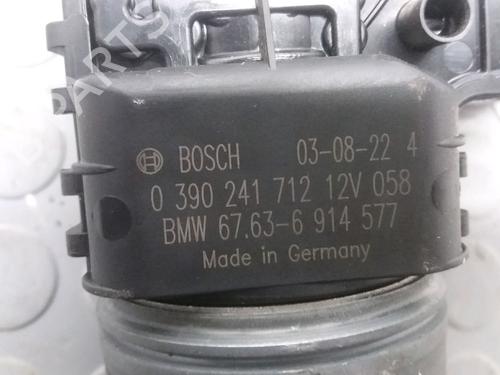 BOSCH 03-08-22 4
0 390 241 712 12V 058
BMW 67.63-6 914 577
Made in Germany
PARTS